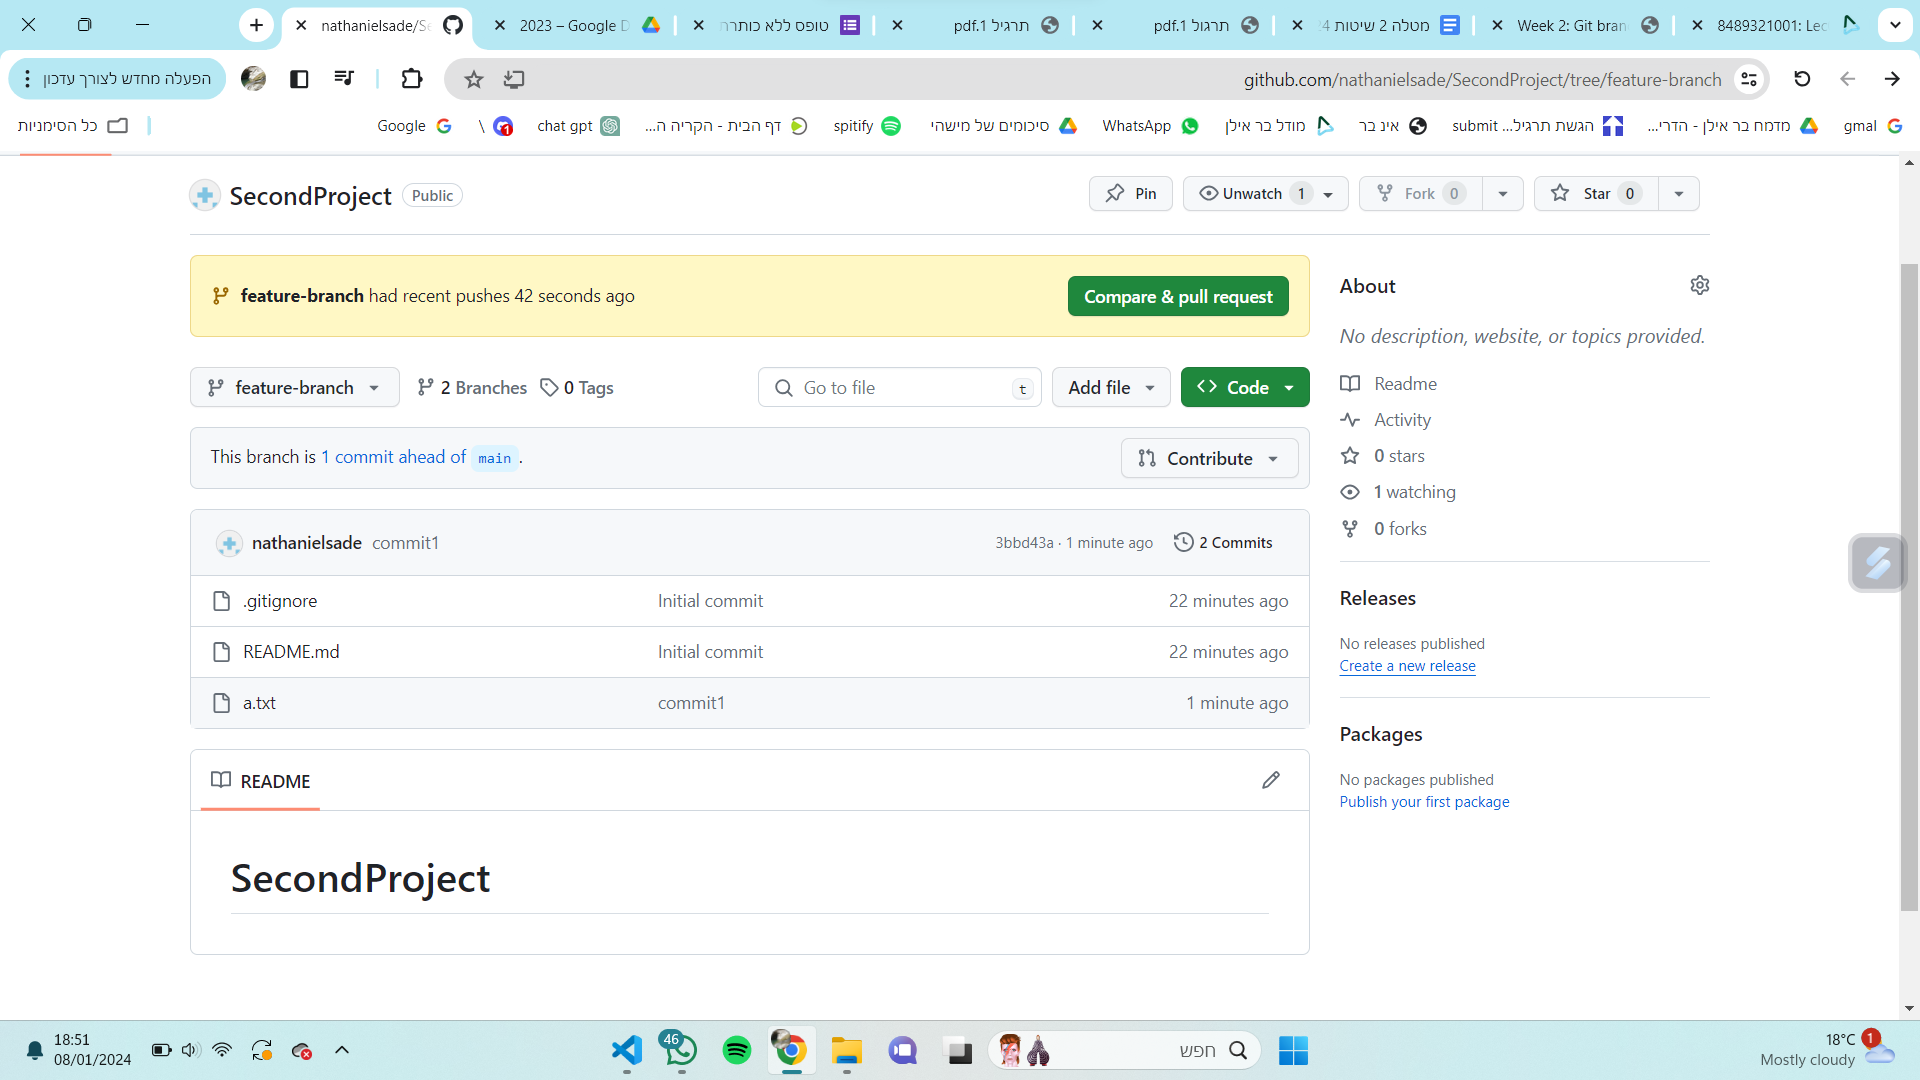 nathanielsade/Se
2023 – Google D
טופס ללא כותרת
תרגיל 1.pdf
תרגול 1.pdf
מטלה 2 שיטות
Week 2: Git bran
8489321001: Lec
הפעלה מחדש לצורך עדכון
github.com/nathanielsade/SecondProject/tree/feature-branch
כל הסימניות
Google
\
chat gpt
דף הבית - הקריה ה...
spitify
סיכומים של מישהי
WhatsApp
מודל בר אילן
אינ בר
submit הגשת תרגיל...
מדמח בר אילן - הדרי...
gmal
SecondProject
Public
Pin
Unwatch 1
Fork 0
Star 0
feature-branch had recent pushes 42 seconds ago
Compare & pull request
feature-branch
2 Branches
0 Tags
Go to file
t
Add file
Code
This branch is 1 commit ahead of main .
Contribute
nathanielsade commit1
3bbd43a · 1 minute ago
2 Commits
.gitignore
Initial commit
22 minutes ago
README.md
Initial commit
22 minutes ago
a.txt
commit1
1 minute ago
README
SecondProject
About
No description, website, or topics provided.
Readme
Activity
0 stars
1 watching
0 forks
Releases
No releases published
Create a new release
Packages
No packages published
Publish your first package
18:51
08/01/2024
46
חפש
18°C
Mostly cloudy
1